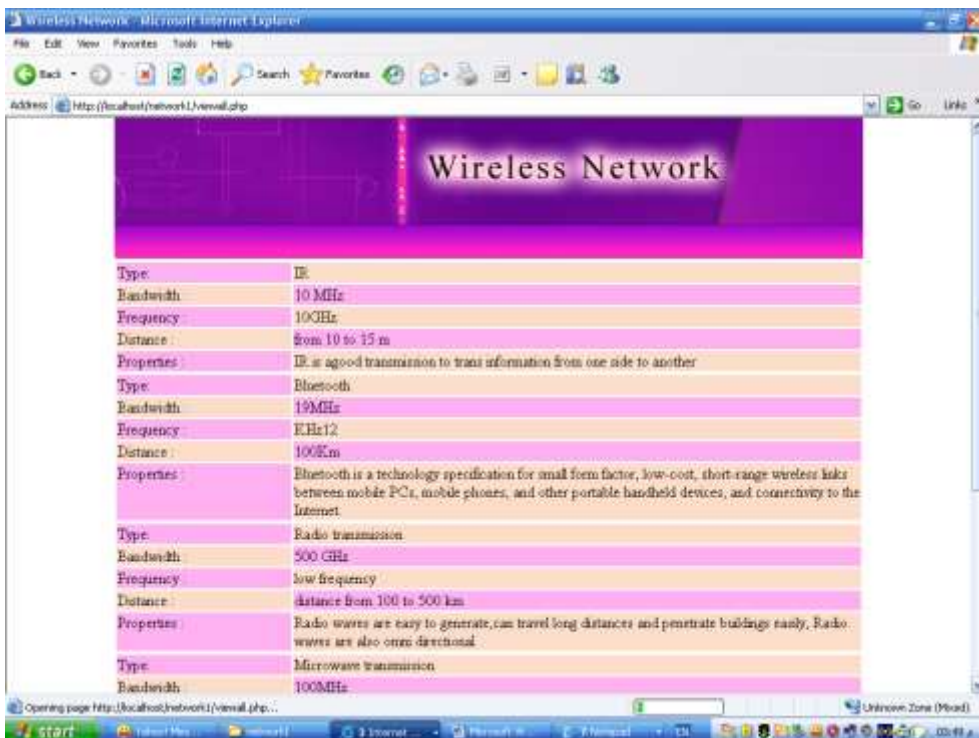 Wireless Network - Microsoft Internet Explorer
File Edit View Favorites Tools Help
Back Search Favorites
Address http://localhost/network1/viewall.php Go Links
Wireless Network
Type: IR
Bandwidth : 10 MHz
Frequency : 10GHz
Distance : from 10 to 15 m
Properties : IR is agood transmission to trans information from one side to another
Type: Bluetooth
Bandwidth : 19MHz
Frequency : KHz12
Distance : 100Km
Properties : Bluetooth is a technology specification for small form factor, low-cost, short-range wireless links
between mobile PCs, mobile phones, and other portable handheld devices, and connectivity to the
Internet
Type: Radio transmission
Bandwidth : 500 GHz
Frequency : low frequency
Distance : distance from 100 to 500 km
Properties : Radio waves are easy to generate,can travel long distances and penetrate buildings easily, Radio
waves are also omni directional
Type: Microwave transmission
Bandwidth : 100MHz
Opening page http://localhost/network1/viewall.php... Unknown Zone (Mixed)
start network1 3 Internet ... Microsoft 2 Notepad EN